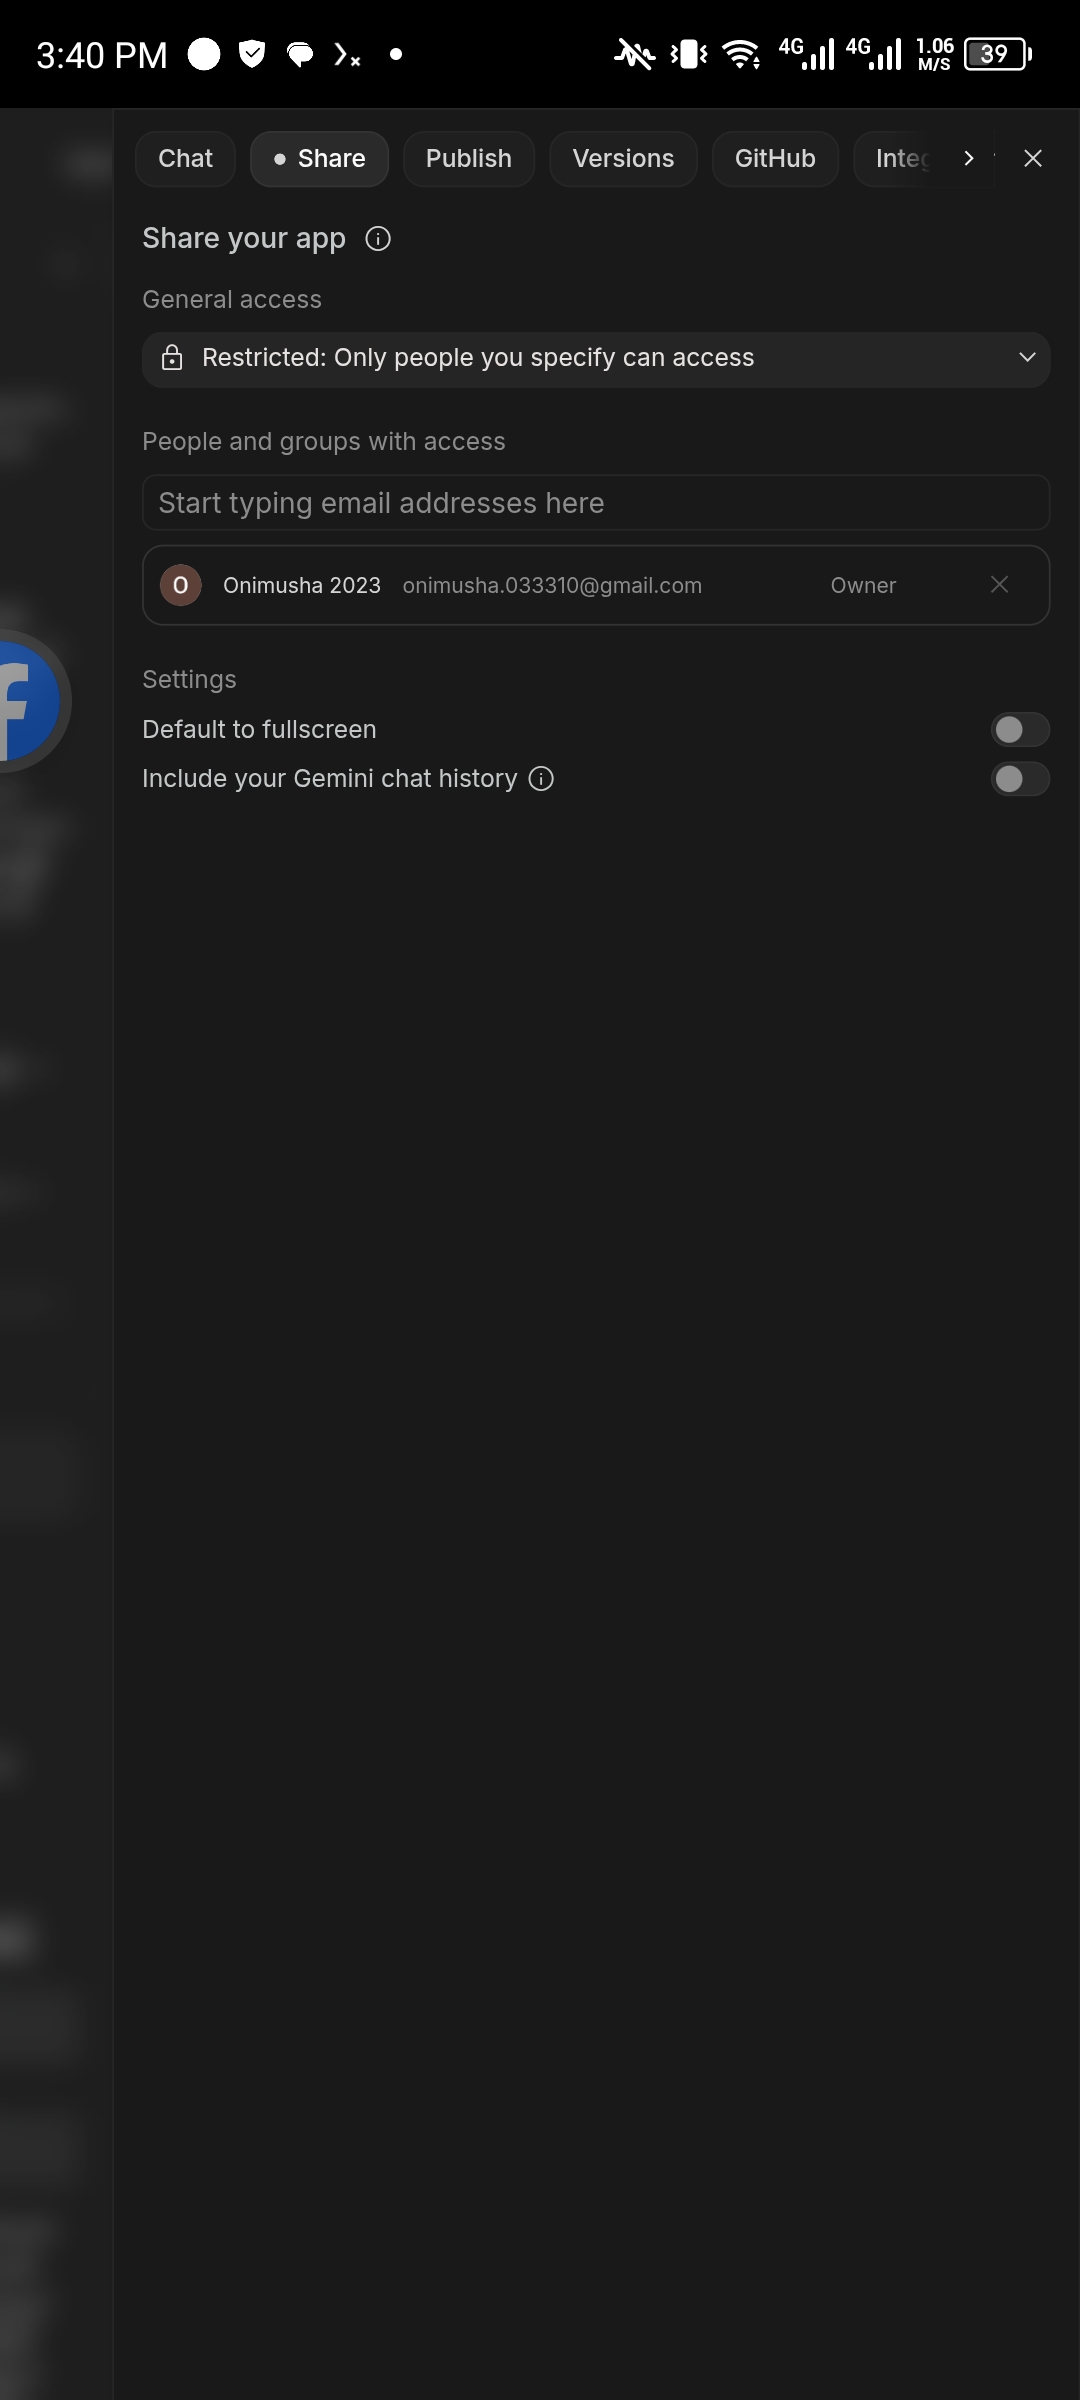 3:40 PM 4G 4G 1.06 M/S 39
Chat Share Publish Versions GitHub Integ
Share your app
General access
Restricted: Only people you specify can access
People and groups with access
Start typing email addresses here
O Onimusha 2023 onimusha.033310@gmail.com Owner
Settings
Default to fullscreen
Include your Gemini chat history